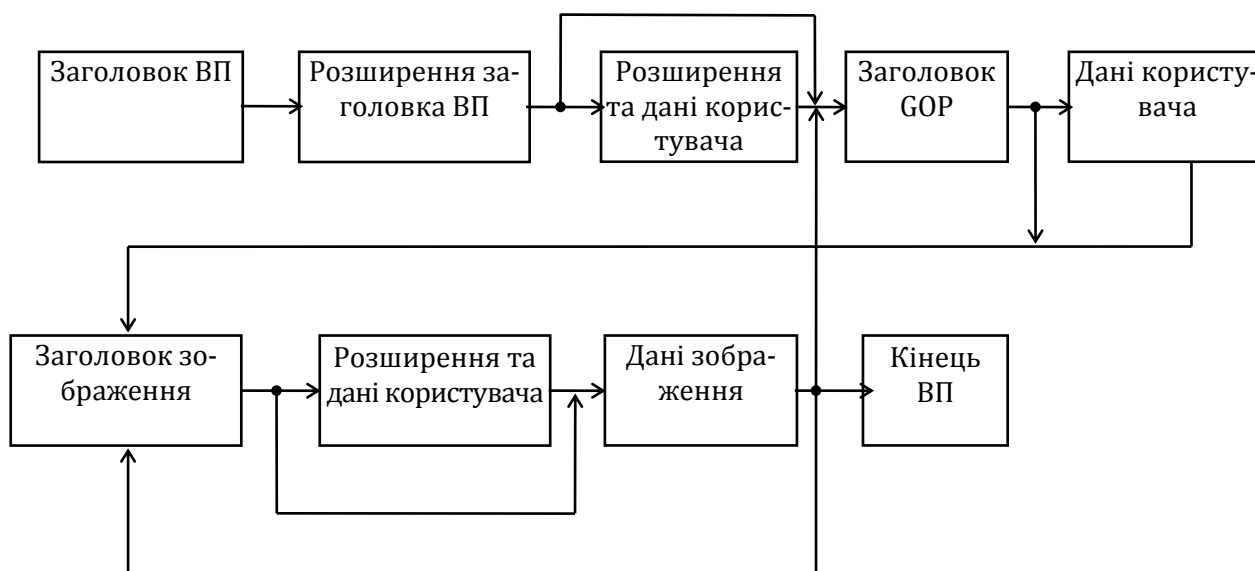 Заголовок ВП
Розширення за-
головка ВП
Розширення
та дані корис-
тувача
Заголовок
GOP
Дані користу-
вача
Заголовок зо-
браження
Розширення та
дані користувача
Дані зобра-
ження
Кінець
ВП